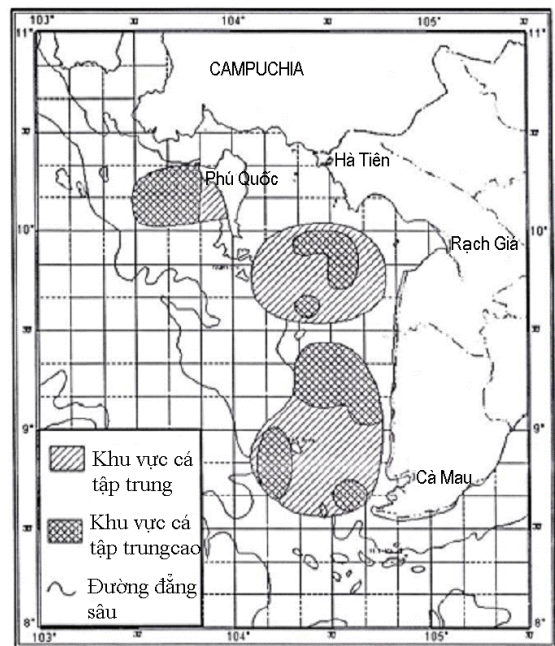 103° 30' 104° 30' 105°
11° 11°
CAMPUCHIA
30' 30'
Hà Tiên
Phú Quốc
10° 10°
Rạch Giá
30' 30'
9° 9°
Khu vực cá
tập trung
Cà Mau
Khu vực cá
tập trungcao
30' 30'
Đường đẳng
sâu
8° 8°
103° 30' 104° 30' 105° 30'